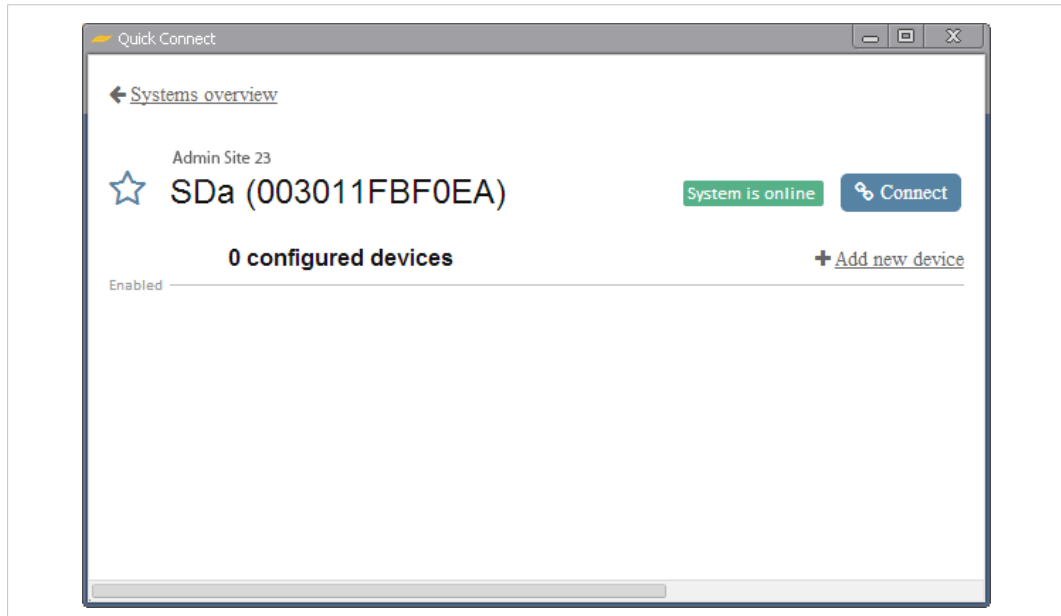 Quick Connect
Systems overview
Admin Site 23
SDa (003011FBF0EA)
System is online
Connect
0 configured devices
Add new device
Enabled